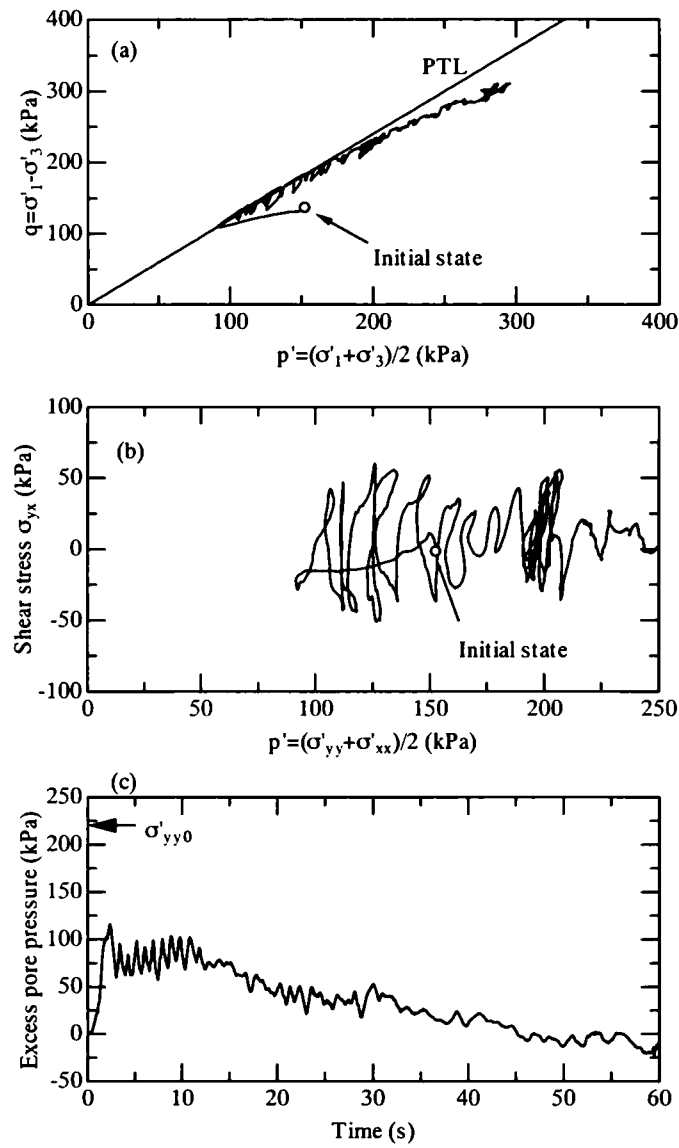 (a)
400
300
200
100
0
q=σ'1-σ'3 (kPa)
PTL
Initial state
0 100 200 300 400
p'=(σ'1+σ'3)/2 (kPa)
(b)
100
50
0
-50
-100
Shear stress σyx (kPa)
Initial state
0 50 100 150 200 250
p'=(σ'yy+σ'xx)/2 (kPa)
(c)
250
200
150
100
50
0
-50
Excess pore pressure (kPa)
σ'yy0
0 10 20 30 40 50 60
Time (s)